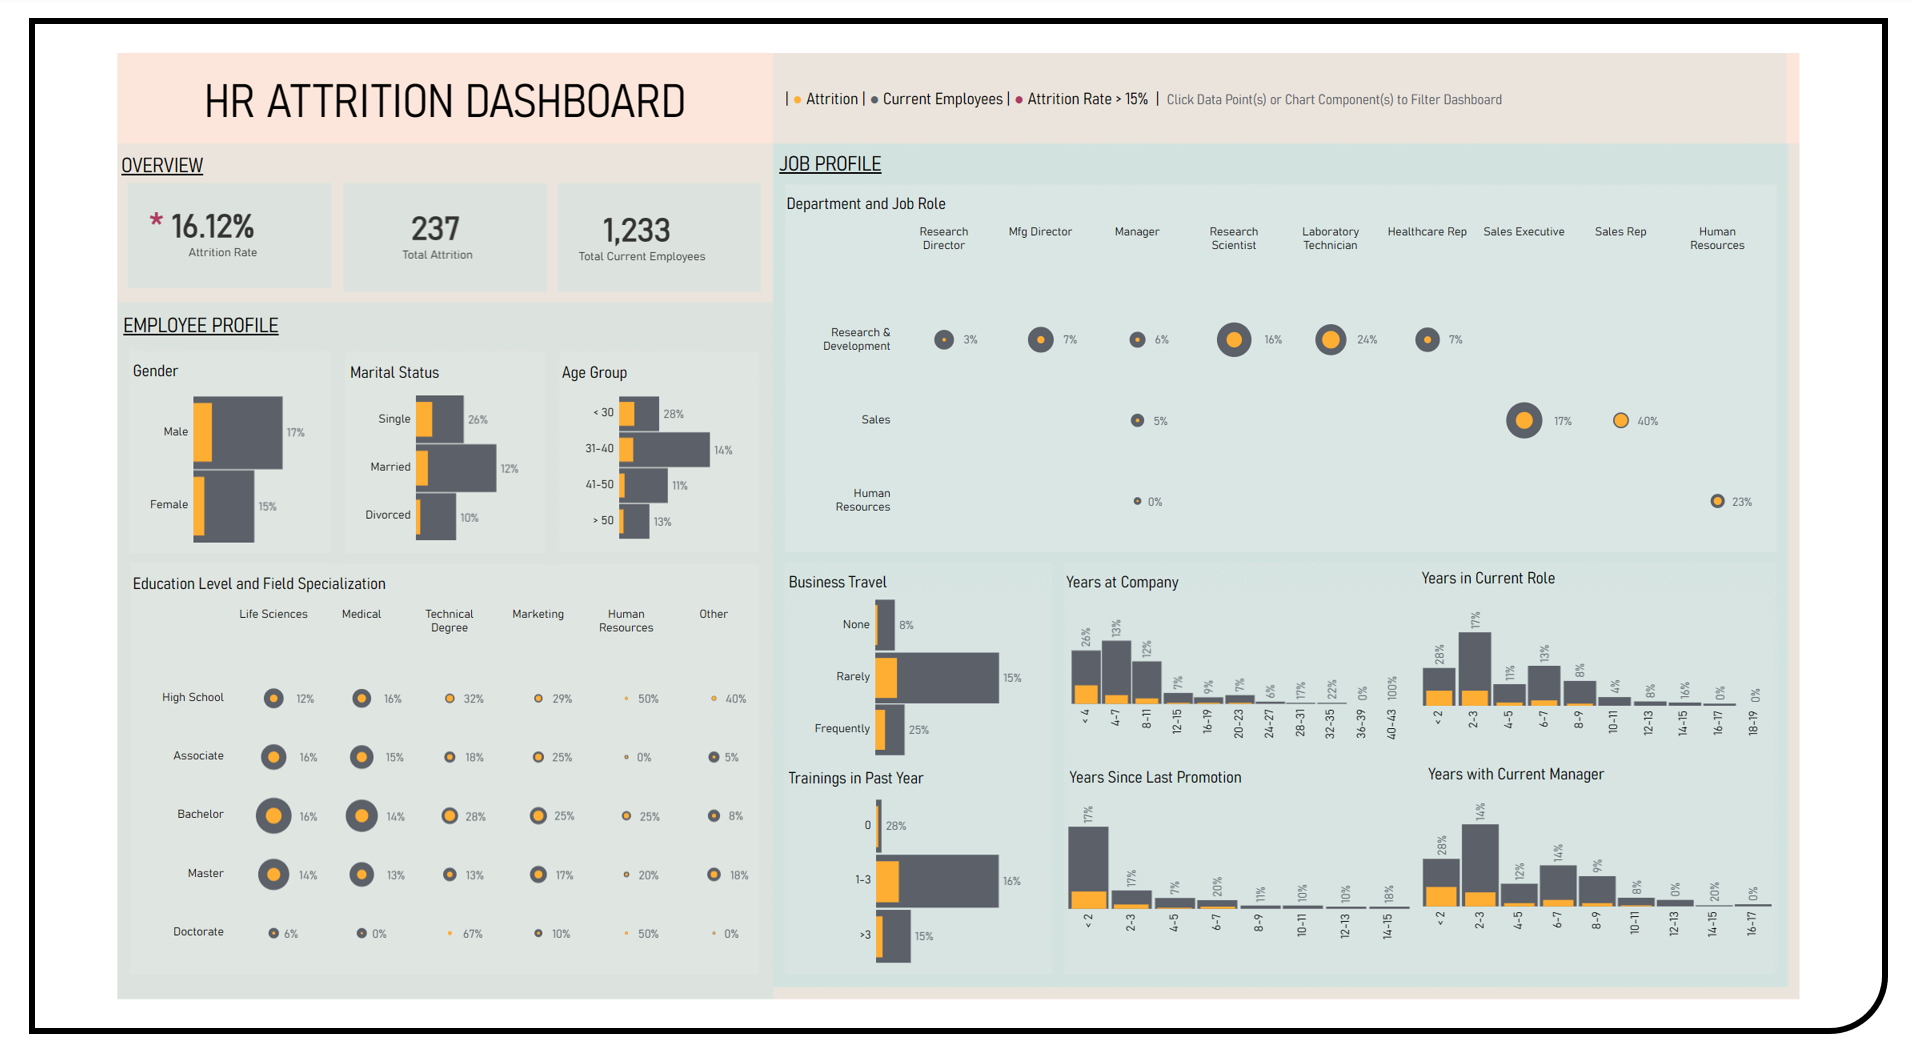 HR ATTRITION DASHBOARD
| ● Attrition | ● Current Employees | ● Attrition Rate > 15% | Click Data Point(s) or Chart Component(s) to Filter Dashboard
OVERVIEW
* 16.12%
Attrition Rate
237
Total Attrition
1,233
Total Current Employees
EMPLOYEE PROFILE
Gender
Male 17%
Female 15%
Marital Status
Single 26%
Married 12%
Divorced 10%
Age Group
< 30 28%
31-40 14%
41-50 11%
> 50 13%
Education Level and Field Specialization
Life Sciences Medical Technical Marketing Human Other
Degree Resources
High School 12% 16% 32% 29% 50% 40%
Associate 16% 15% 18% 25% 0% 5%
Bachelor 16% 14% 28% 25% 25% 8%
Master 14% 13% 13% 17% 20% 18%
Doctorate 6% 0% 67% 10% 50% 0%
JOB PROFILE
Department and Job Role
Research Mfg Director Manager Research Laboratory Healthcare Rep Sales Executive Sales Rep Human
Director Scientist Technician Resources
Research &
Development 3% 7% 6% 16% 24% 7%
Sales 5% 17% 40%
Human
Resources 0% 23%
Business Travel
None 8%
Rarely 15%
Frequently 25%
Years at Company
26% 13% 12% 7% 9% 7% 6% 17% 22% 0% 100%
< 4 4-7 8-11 12-15 16-19 20-23 24-27 28-31 32-35 36-39 40-43
Years in Current Role
28% 17% 11% 13% 8% 4% 8% 16% 0% 0%
< 2 2-3 4-5 6-7 8-9 10-11 12-13 14-15 16-17 18-19
Trainings in Past Year
0 28%
1-3 16%
>3 15%
Years Since Last Promotion
17% 17% 7% 20% 11% 10% 10% 18%
< 2 2-3 4-5 6-7 8-9 10-11 12-13 14-15
Years with Current Manager
28% 14% 12% 14% 9% 8% 0% 20% 0%
< 2 2-3 4-5 6-7 8-9 10-11 12-13 14-15 16-17